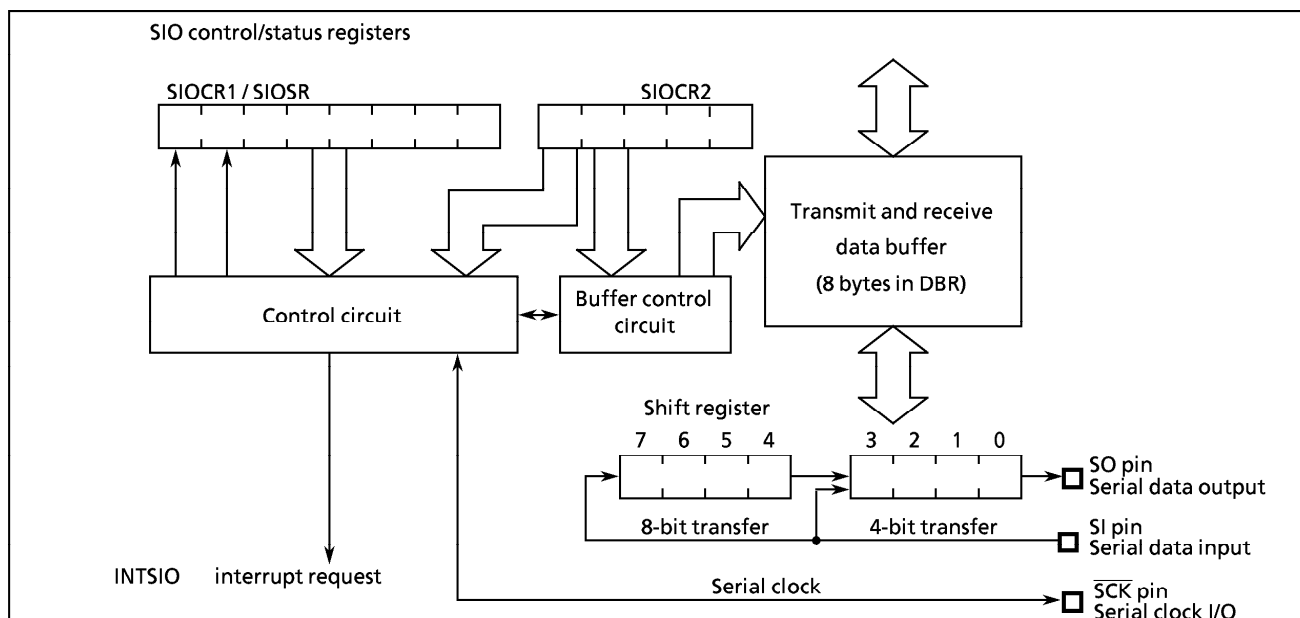 SIO control/status registers
SIOCR1 / SIOSR
SIOCR2
Transmit and receive
data buffer
(8 bytes in DBR)
Control circuit
Buffer control
circuit
Shift register
7 6 5 4 3 2 1 0
SO pin
Serial data output
8-bit transfer
4-bit transfer
SI pin
Serial data input
INTSIO interrupt request
Serial clock
S̅C̅K̅ pin
Serial clock I/O